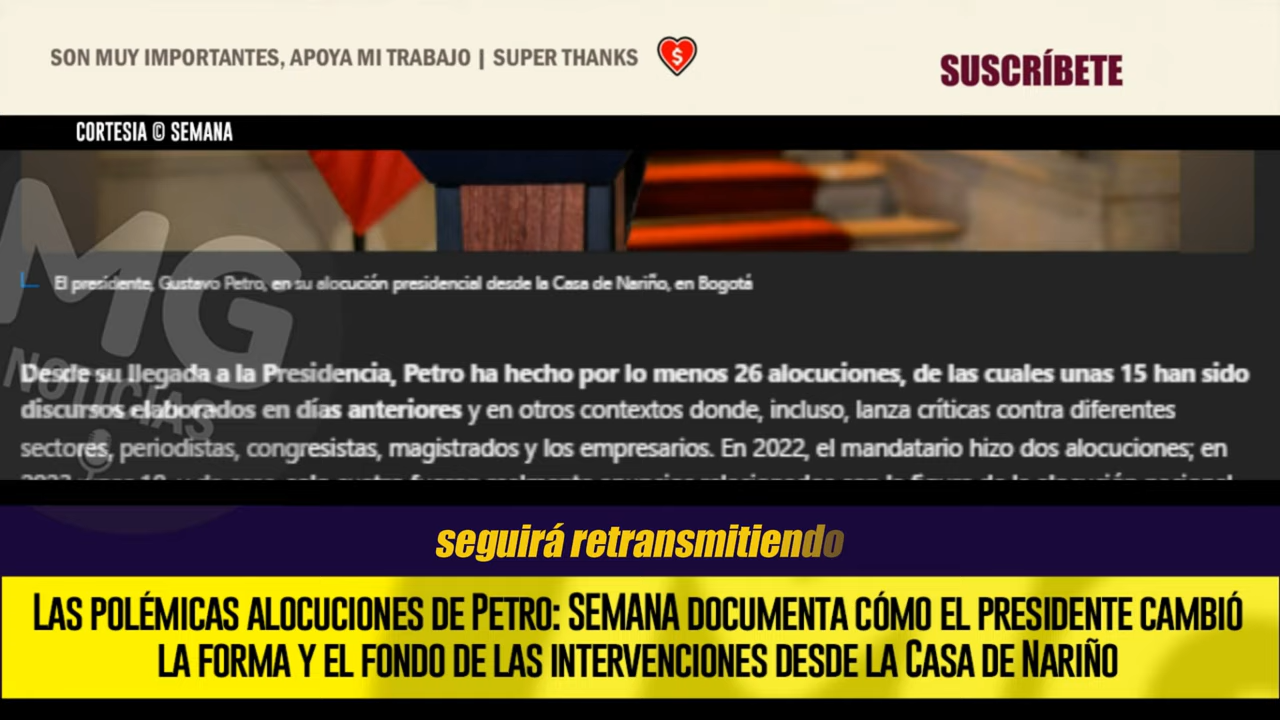 SON MUY IMPORTANTES, APOYA MI TRABAJO | SUPER THANKS
SUSCRÍBETE
CORTESIA © SEMANA
El presidente, Gustavo Petro, en su alocución presidencial desde la Casa de Nariño, en Bogotá
MG
NOTICIAS
Desde su llegada a la Presidencia, Petro ha hecho por lo menos 26 alocuciones, de las cuales unas 15 han sido
discursos elaborados en días anteriores y en otros contextos donde, incluso, lanza críticas contra diferentes
sectores, periodistas, congresistas, magistrados y los empresarios. En 2022, el mandatario hizo dos alocuciones; en
seguirá retransmitiendo
LAS POLÉMICAS ALOCUCIONES DE PETRO: SEMANA DOCUMENTA CÓMO EL PRESIDENTE CAMBIÓ
LA FORMA Y EL FONDO DE LAS INTERVENCIONES DESDE LA CASA DE NARIÑO